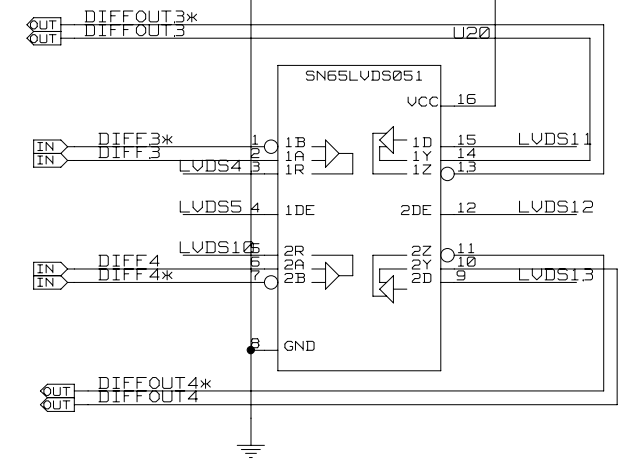 OUT DIFFOUT3*
OUT DIFFOUT3
U20
SN65LVDS051
VCC 16
IN DIFF3* 1 1B 1D 15 LVDS11
IN DIFF3 2 1A 1Y 14
LVDS4 3 1R 1Z 13
LVDS5 4 1DE 2DE 12 LVDS12
LVDS10 5 2R 2Z 11
IN DIFF4 6 2A 2Y 10
IN DIFF4* 7 2B 2D 9 LVDS13
8 GND
OUT DIFFOUT4*
OUT DIFFOUT4